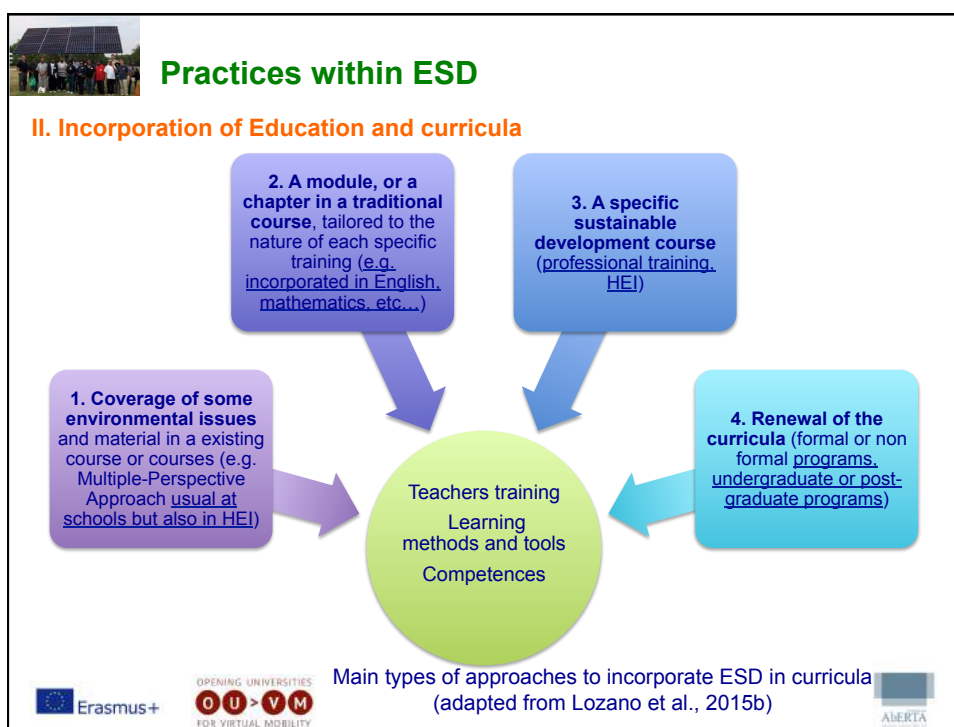 Practices within ESD
II. Incorporation of Education and curricula
2. A module, or a
chapter in a traditional
course, tailored to the
nature of each specific
training (e.g.
incorporated in English,
mathematics, etc…)
3. A specific
sustainable
development course
(professional training,
HEI)
1. Coverage of some
environmental issues
and material in a existing
course or courses (e.g.
Multiple-Perspective
Approach usual at
schools but also in HEI)
4. Renewal of the
curricula (formal or non
formal programs,
undergraduate or post-
graduate programs)
Teachers training
Learning
methods and tools
Competences
Main types of approaches to incorporate ESD in curricula
(adapted from Lozano et al., 2015b)
Erasmus+
OPENING UNIVERSITIES
OU>VM
FOR VIRTUAL MOBILITY
ABERTA